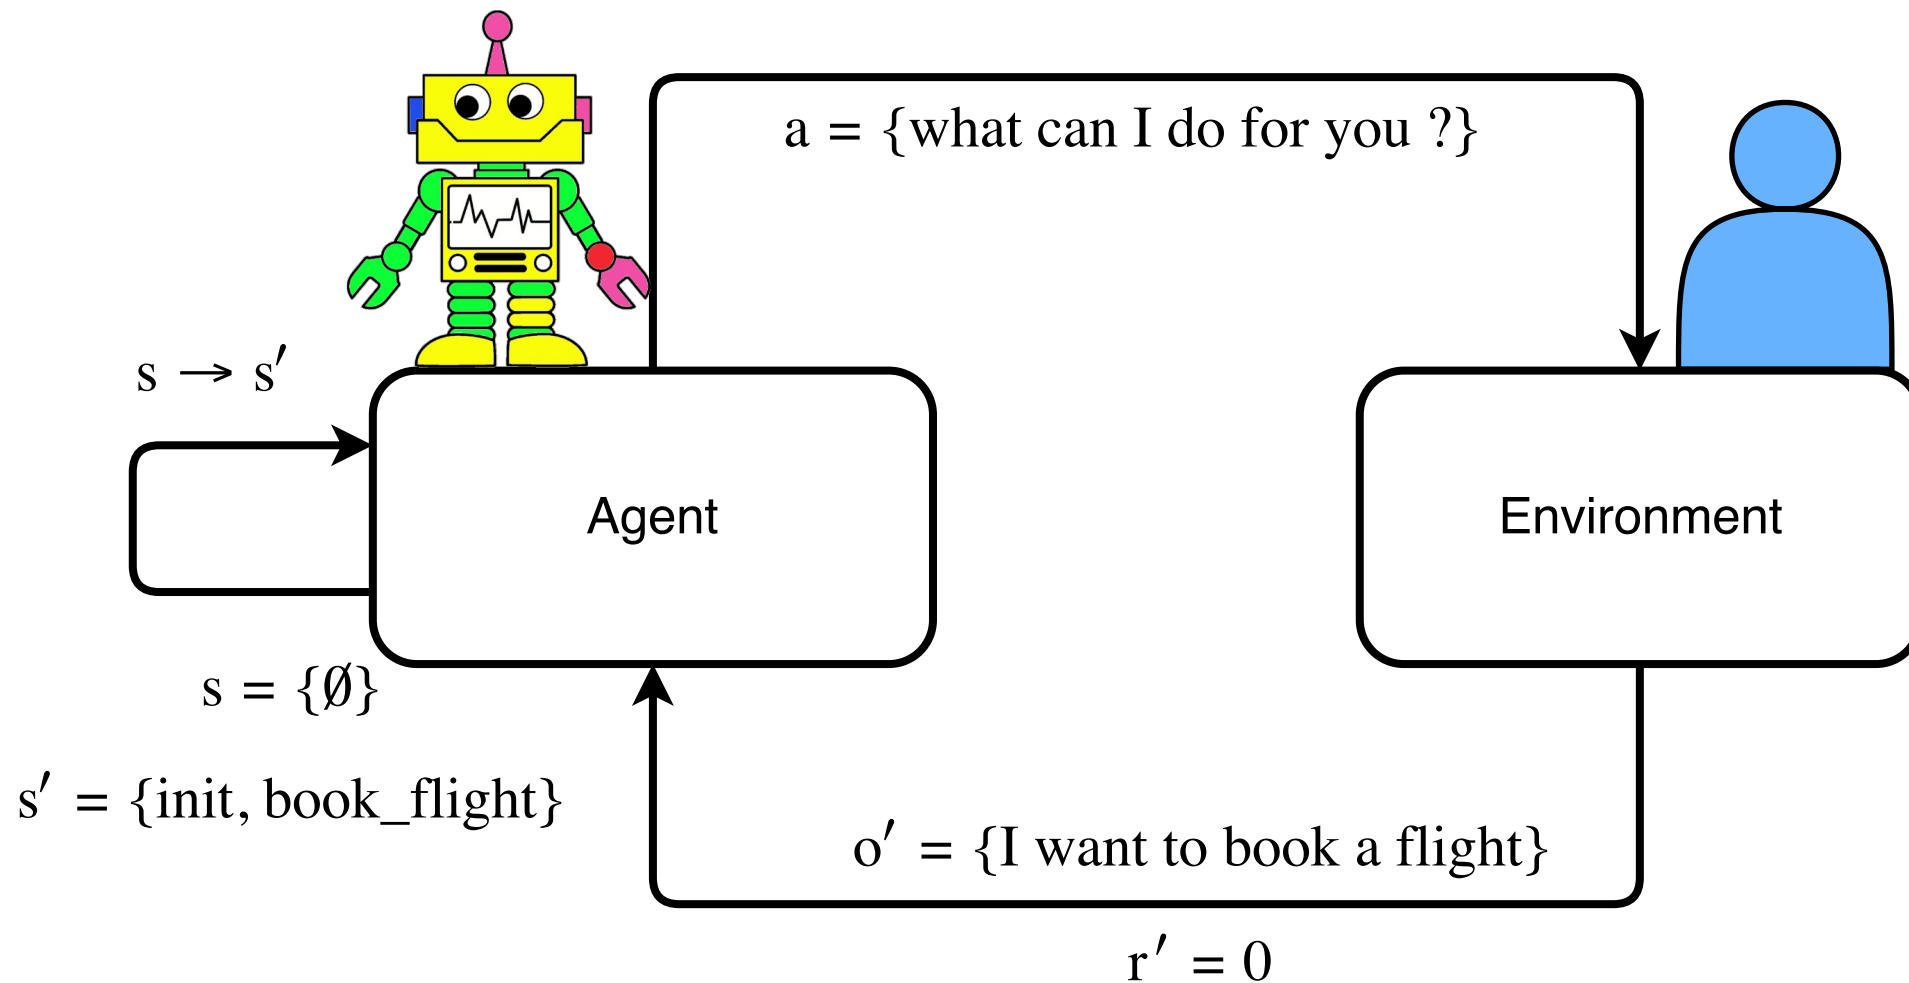 a = {what can I do for you ?}
s → s′
Agent
Environment
s = {∅}
s′ = {init, book_flight}
o′ = {I want to book a flight}
r′ = 0